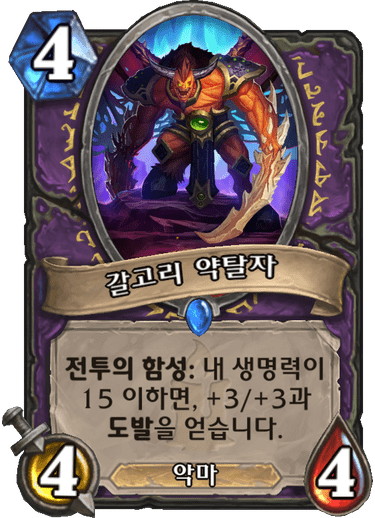 4
갈고리 약탈자
전투의 함성: 내 생명력이
15 이하면, +3/+3과
도발을 얻습니다.
악마
4
4